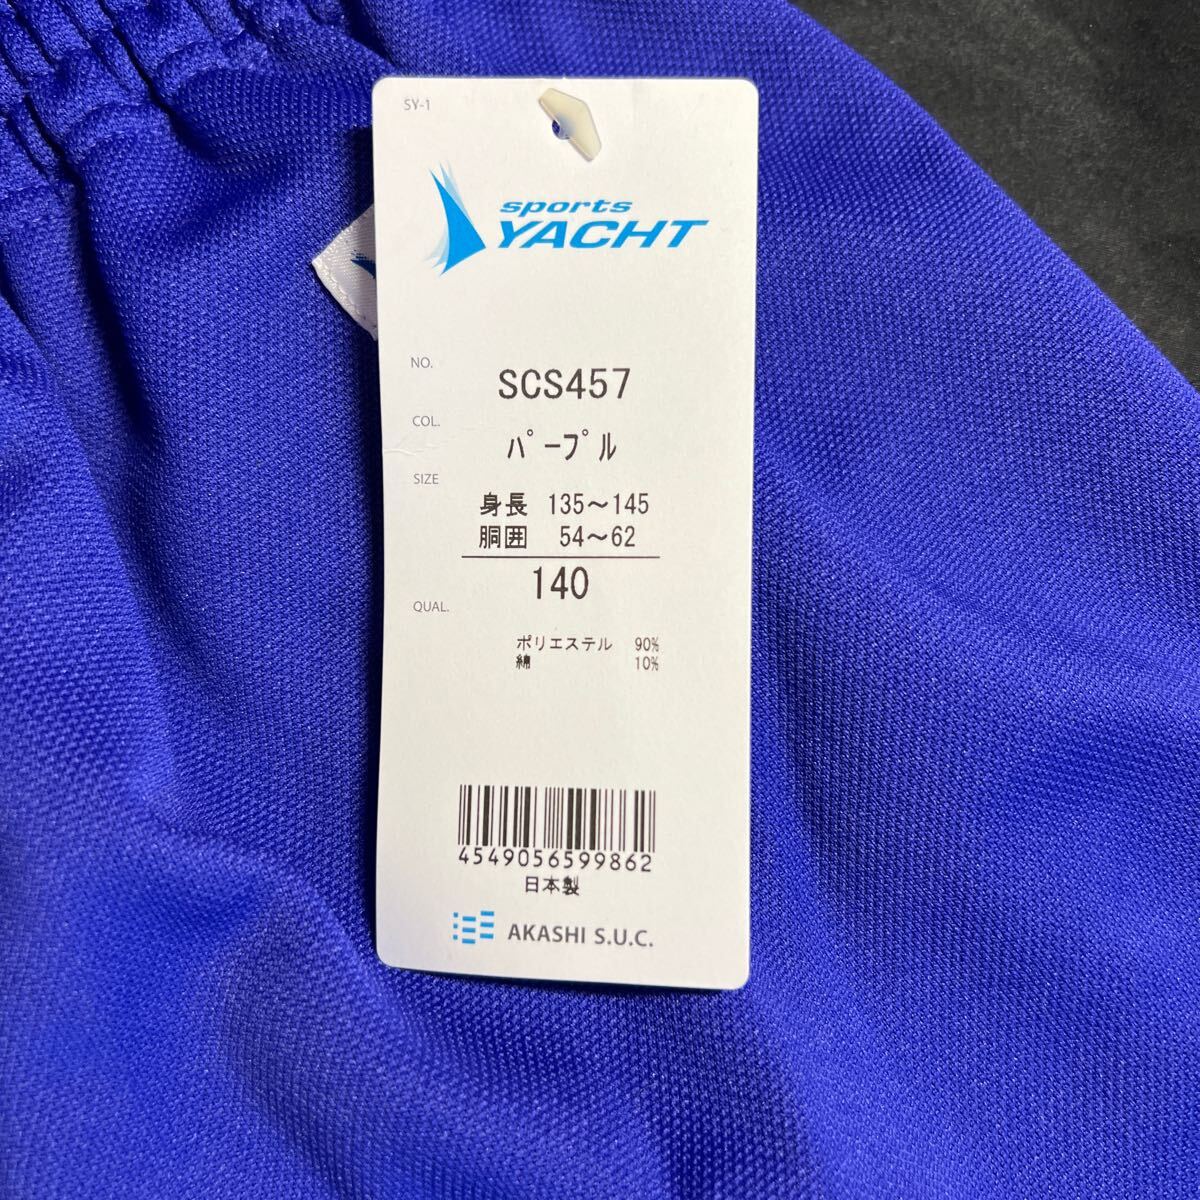 SY-1
sports
YACHT
NO.
SCS457
COL.
パープル
SIZE
身長 135～145
胴囲 54～62
140
QUAL.
ポリエステル 90%
綿 10%
4549056599862
日本製
AKASHI S.U.C.